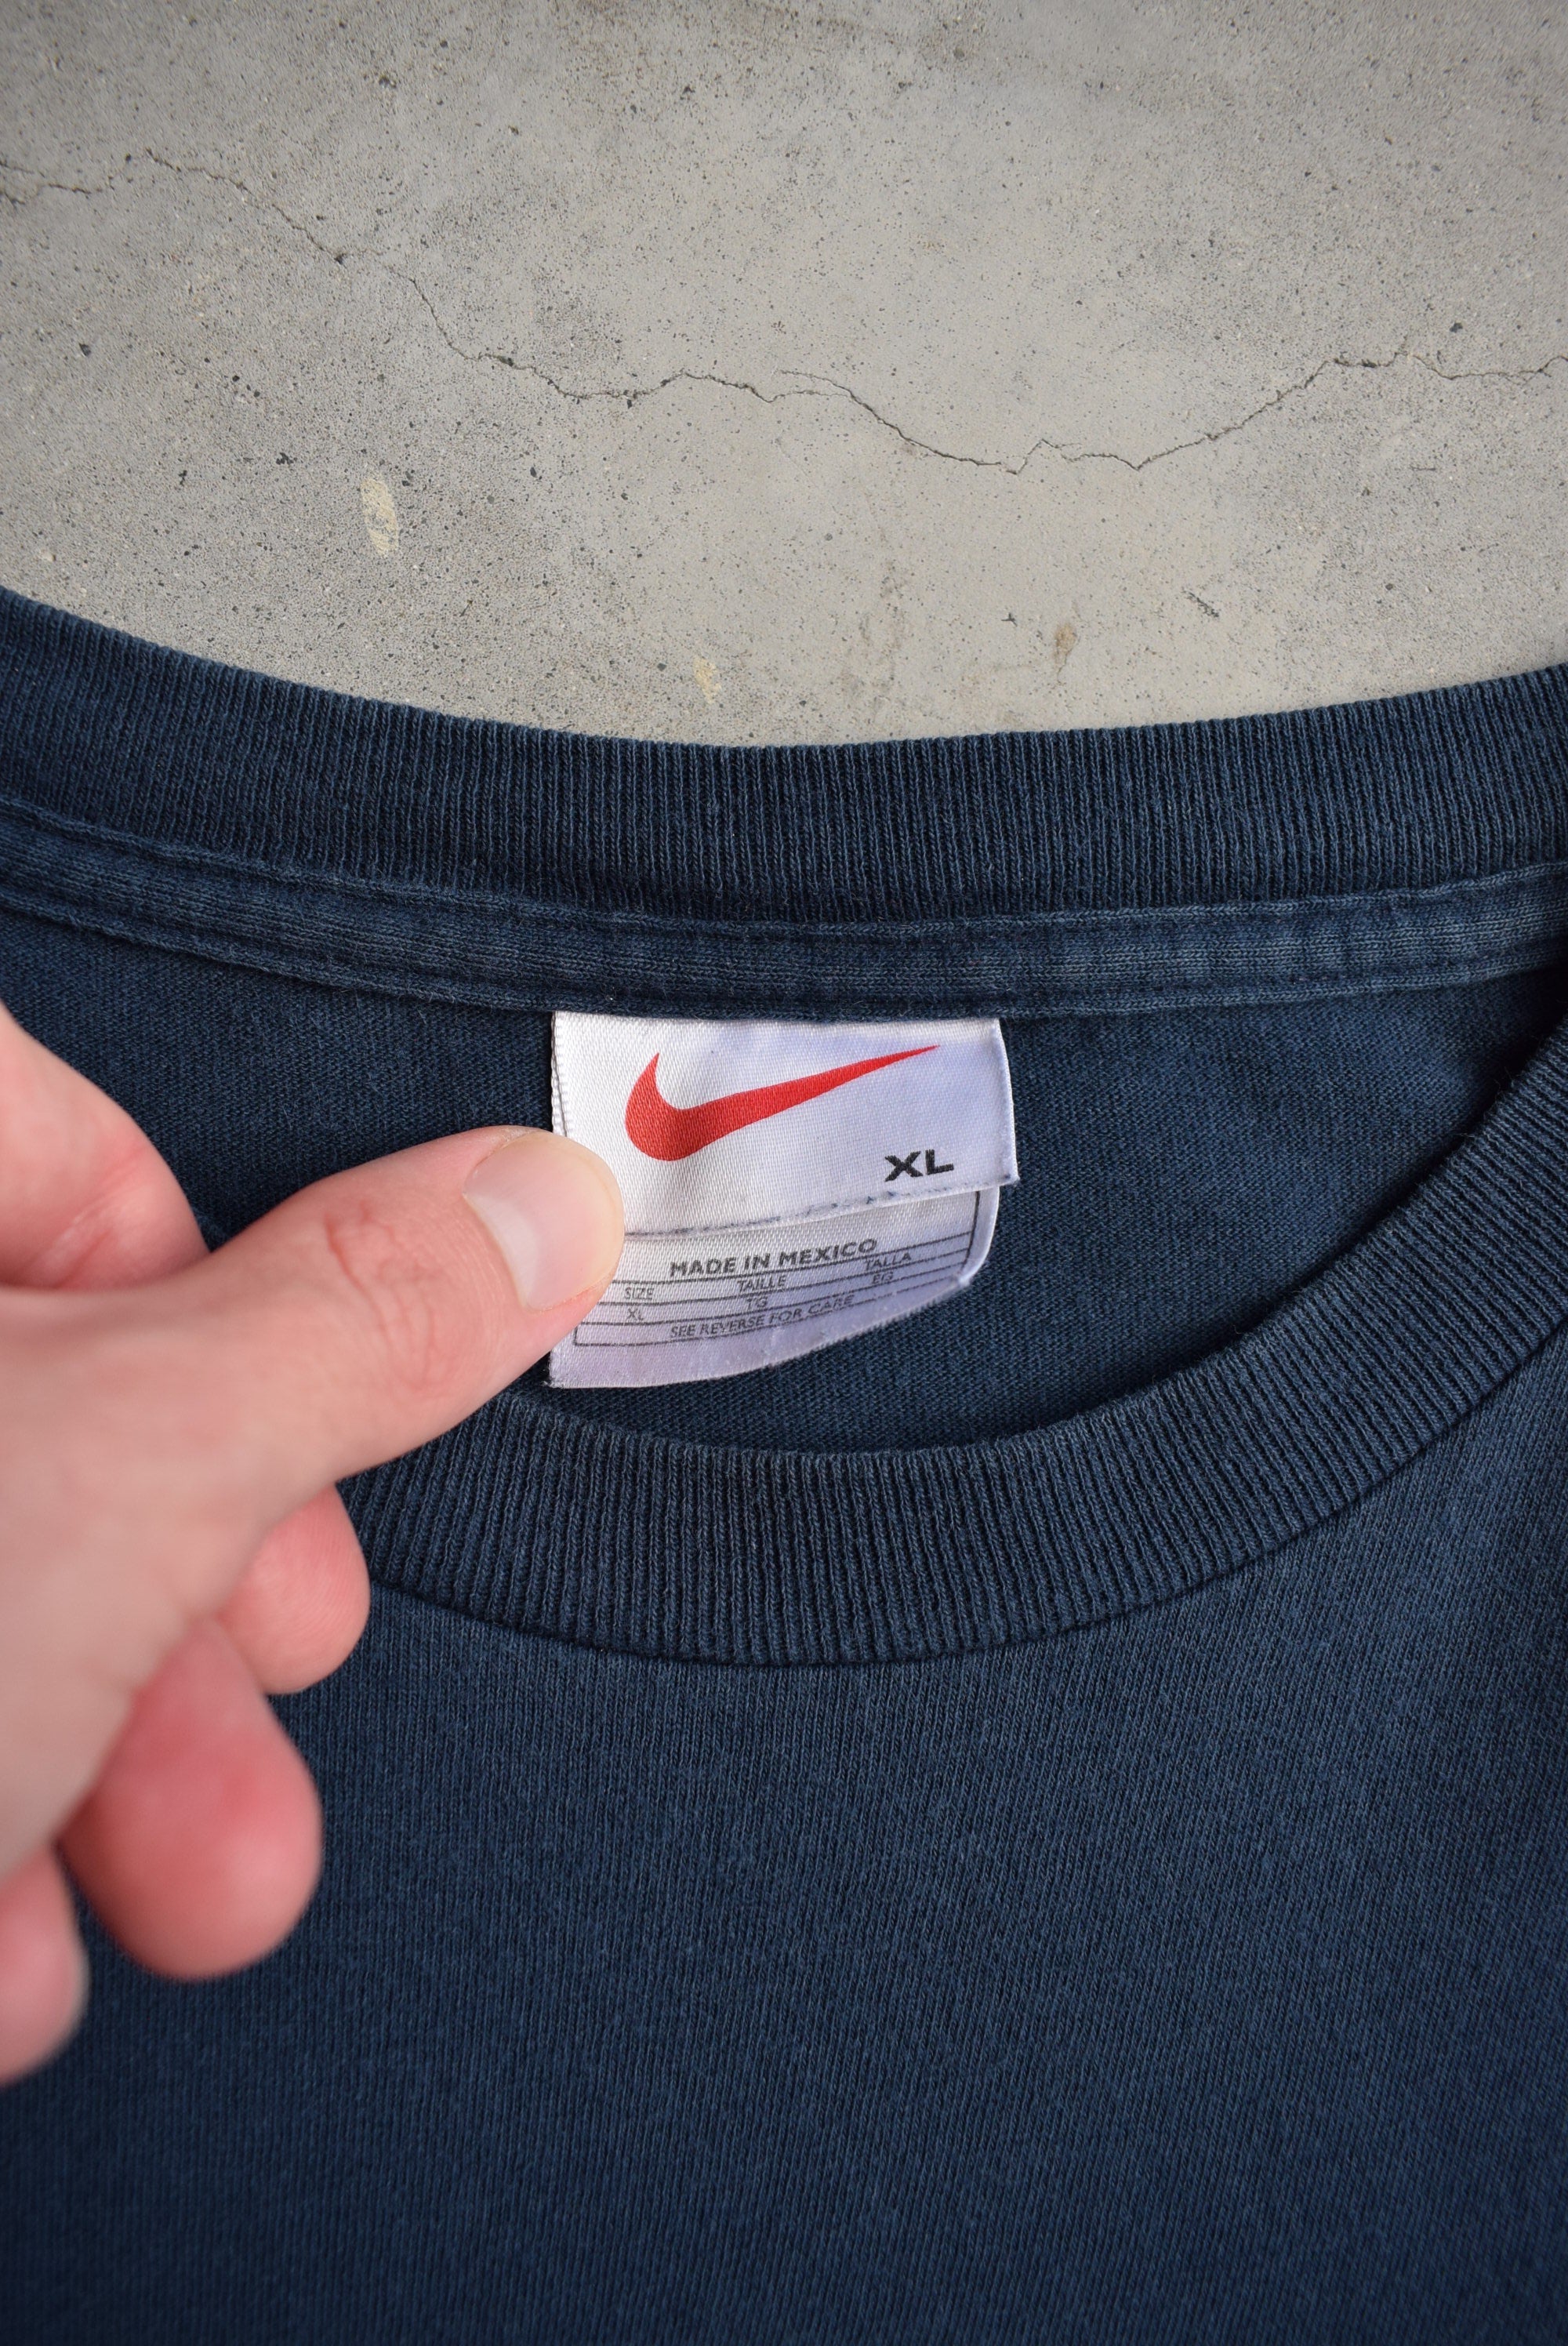 XL
MADE IN MEXICO
SIZE TAILLE TALLA
XL TG EG
SEE REVERSE FOR CARE